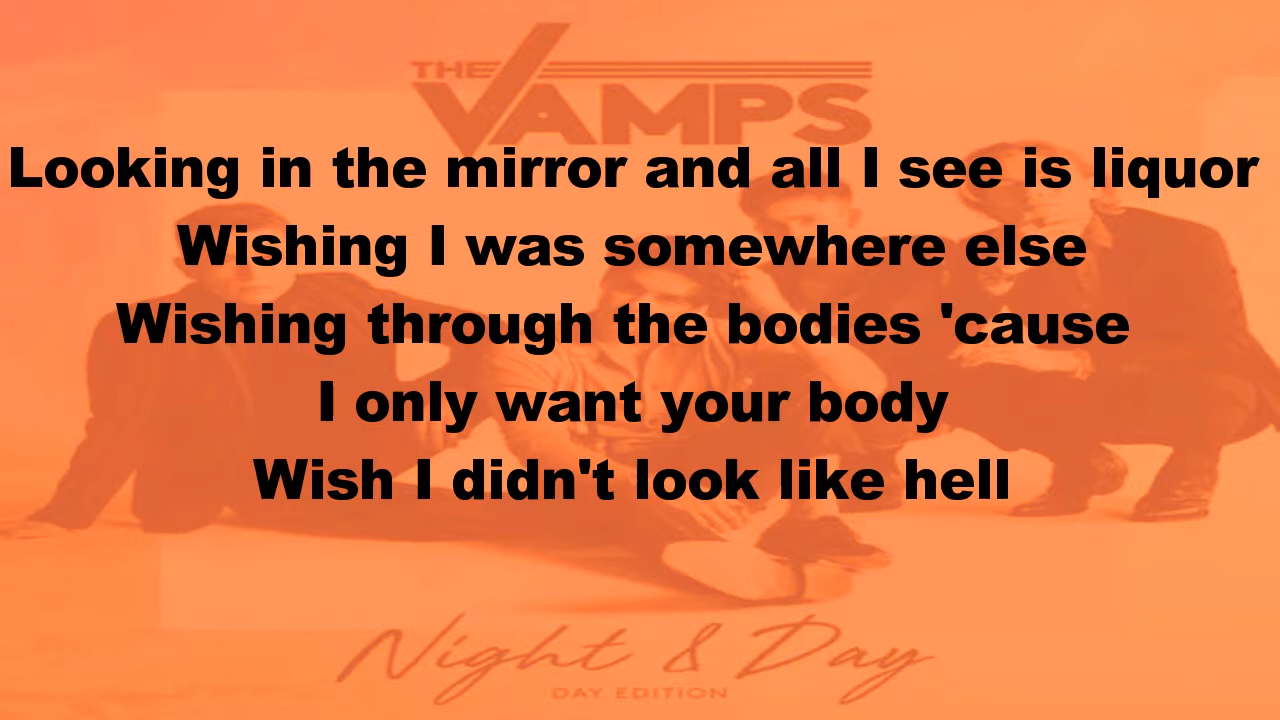 THE
VAMPS
Looking in the mirror and all I see is liquor
Wishing I was somewhere else
Wishing through the bodies 'cause
I only want your body
Wish I didn't look like hell
Night & Day
DAY EDITION